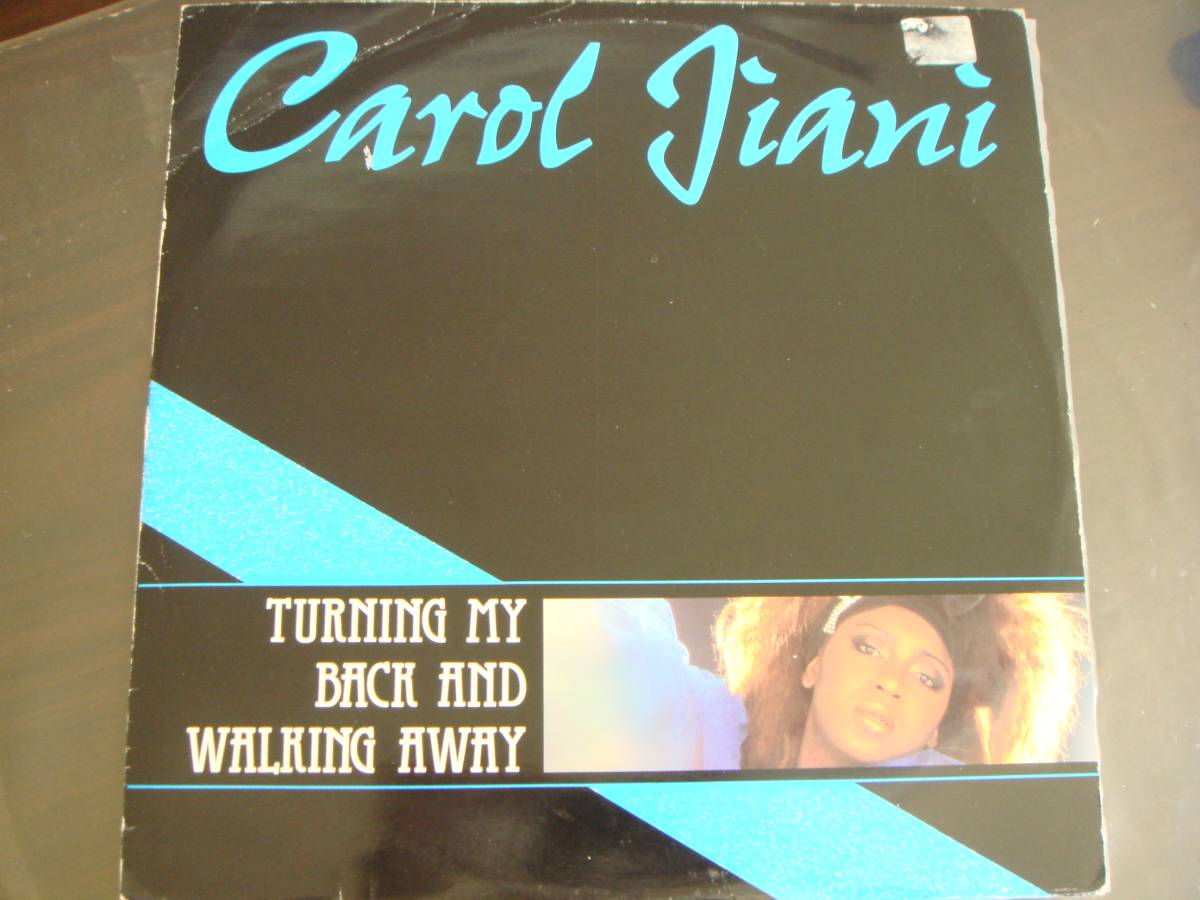 Carol Jiani
TURNING MY
BACK AND
WALKING AWAY